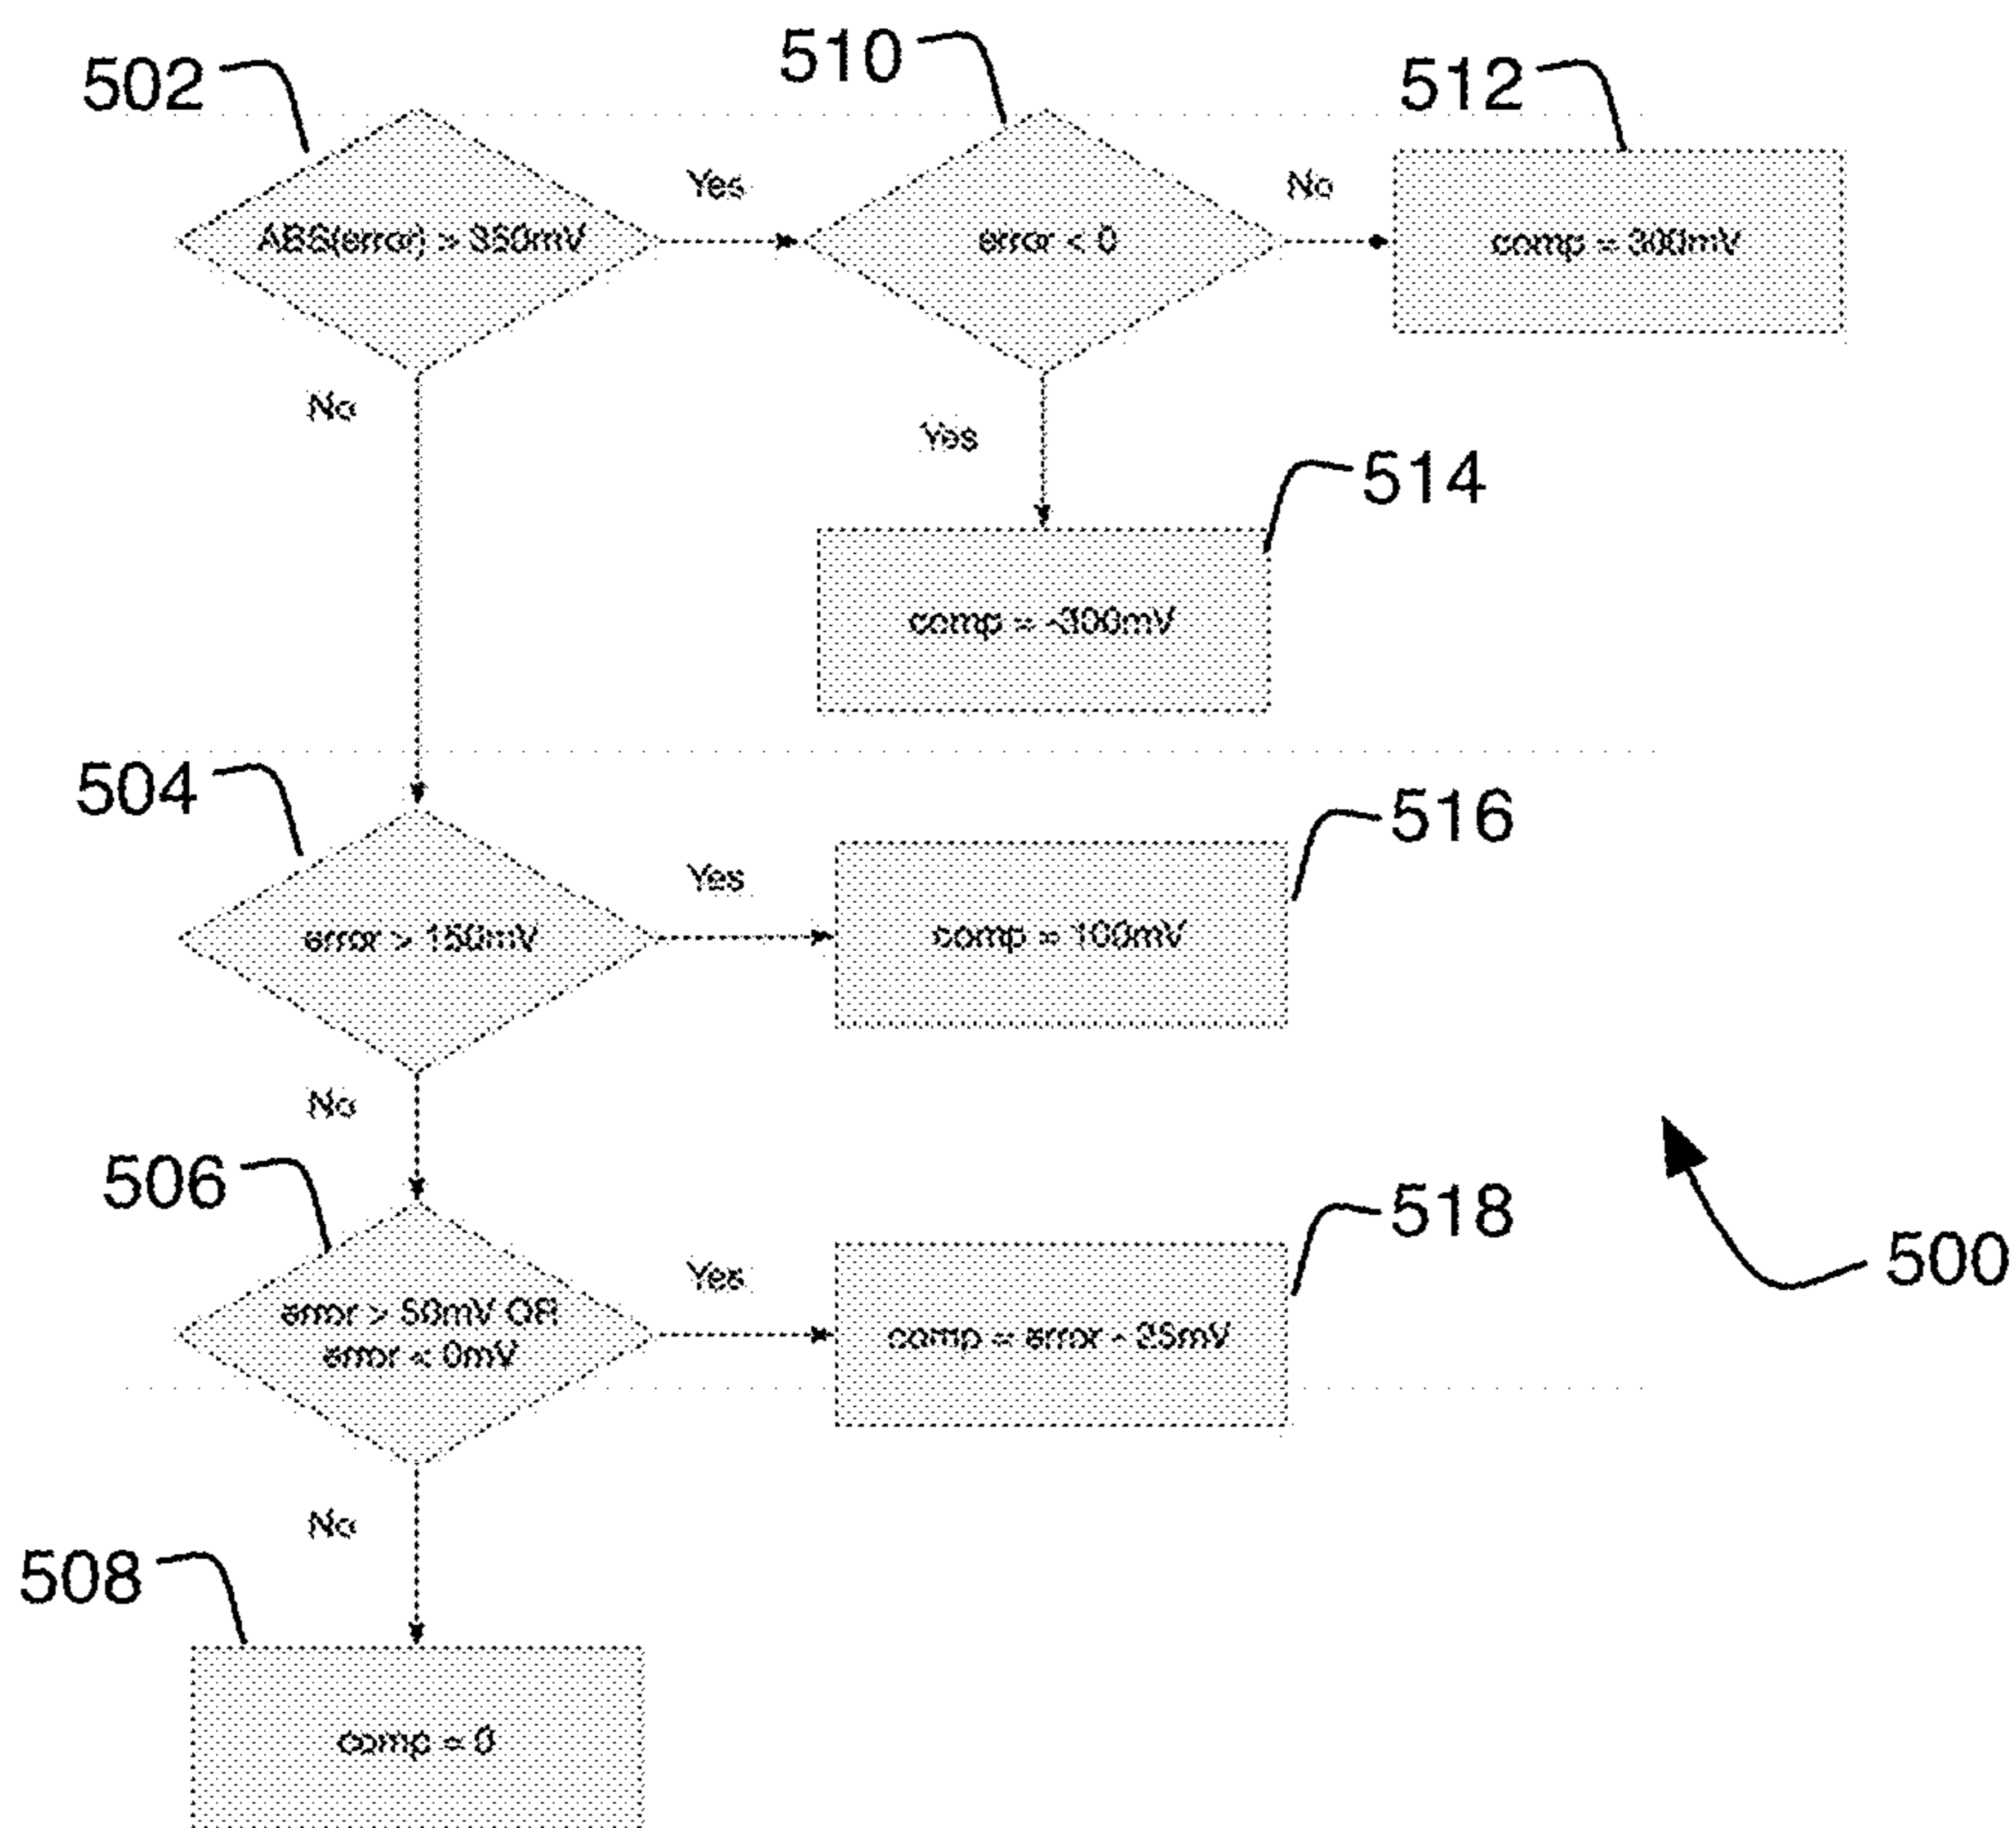 502
510
512
ABS(error) > 350mV
Yes
error < 0
No
comp = 300mV
No
Yes
514
comp = -300mV
504
516
error > 150mV
Yes
comp = 100mV
No
506
518
500
error > 50mV OR
error < 0mV
Yes
comp = error - 25mV
No
508
comp = 0